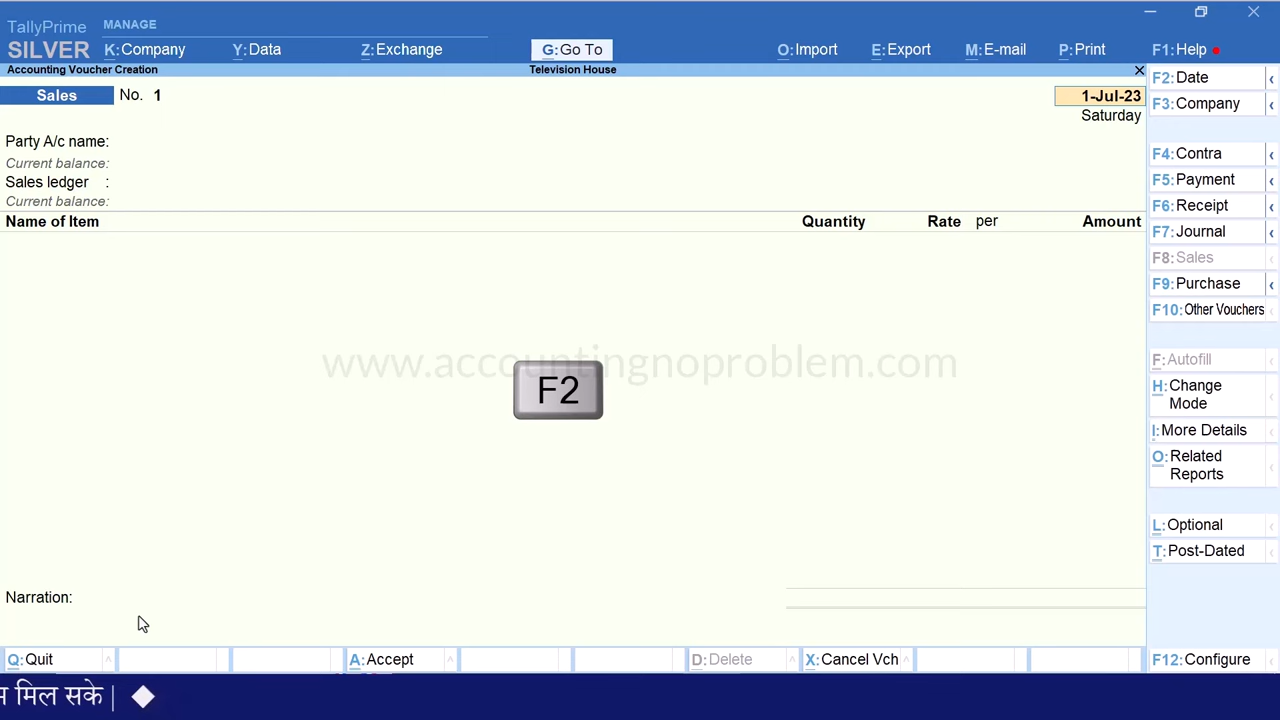 TallyPrime MANAGE
SILVER K:Company Y:Data Z:Exchange G:Go To O:Import E:Export M:E-mail P:Print F1:Help
Accounting Voucher Creation Television House
Sales No. 1 1-Jul-23
Saturday
Party A/c name:
Current balance:
Sales ledger :
Current balance:
Name of Item Quantity Rate per Amount
www.accountingnoproblem.com
F2
Narration:
F2:Date
F3:Company
F4:Contra
F5:Payment
F6:Receipt
F7:Journal
F8:Sales
F9:Purchase
F10:Other Vouchers
F:Autofill
H:Change
Mode
I:More Details
O:Related
Reports
L:Optional
T:Post-Dated
Q:Quit A:Accept D:Delete X:Cancel Vch F12:Configure
मिल सके |